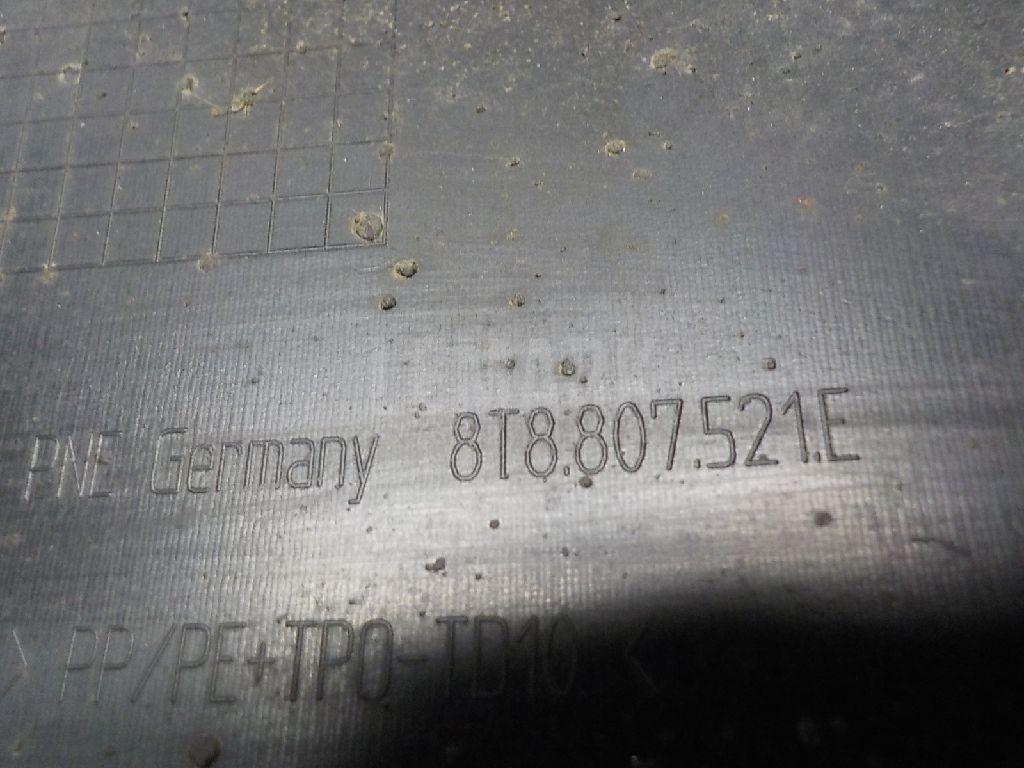 PNE Germany 8T8.807.521.E
>PP/PE+TPO-TD10<